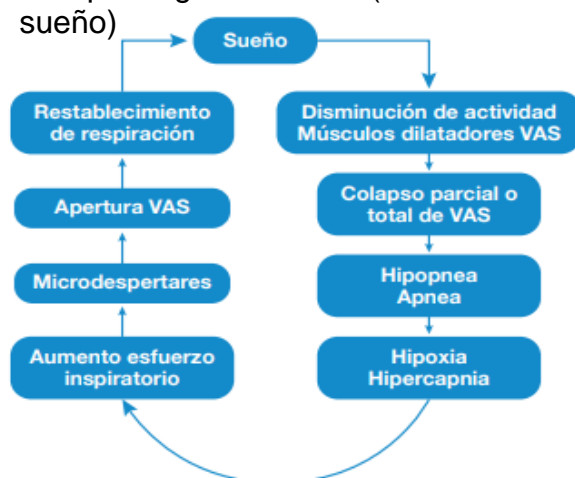 sueño)
Sueño
Disminución de actividad
Músculos dilatadores VAS
Colapso parcial o
total de VAS
Hipopnea
Apnea
Hipoxia
Hipercapnia
Aumento esfuerzo
inspiratorio
Microdespertares
Apertura VAS
Restablecimiento
de respiración